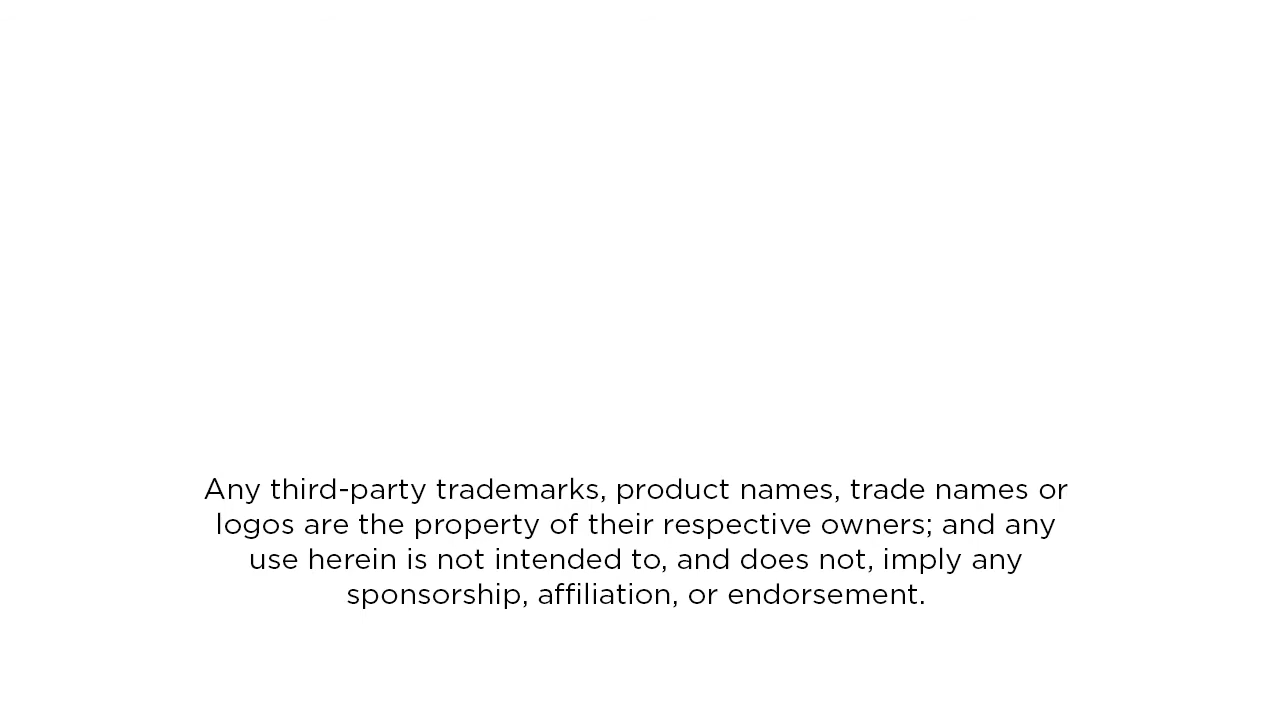 Any third-party trademarks, product names, trade names or
logos are the property of their respective owners; and any
use herein is not intended to, and does not, imply any
sponsorship, affiliation, or endorsement.